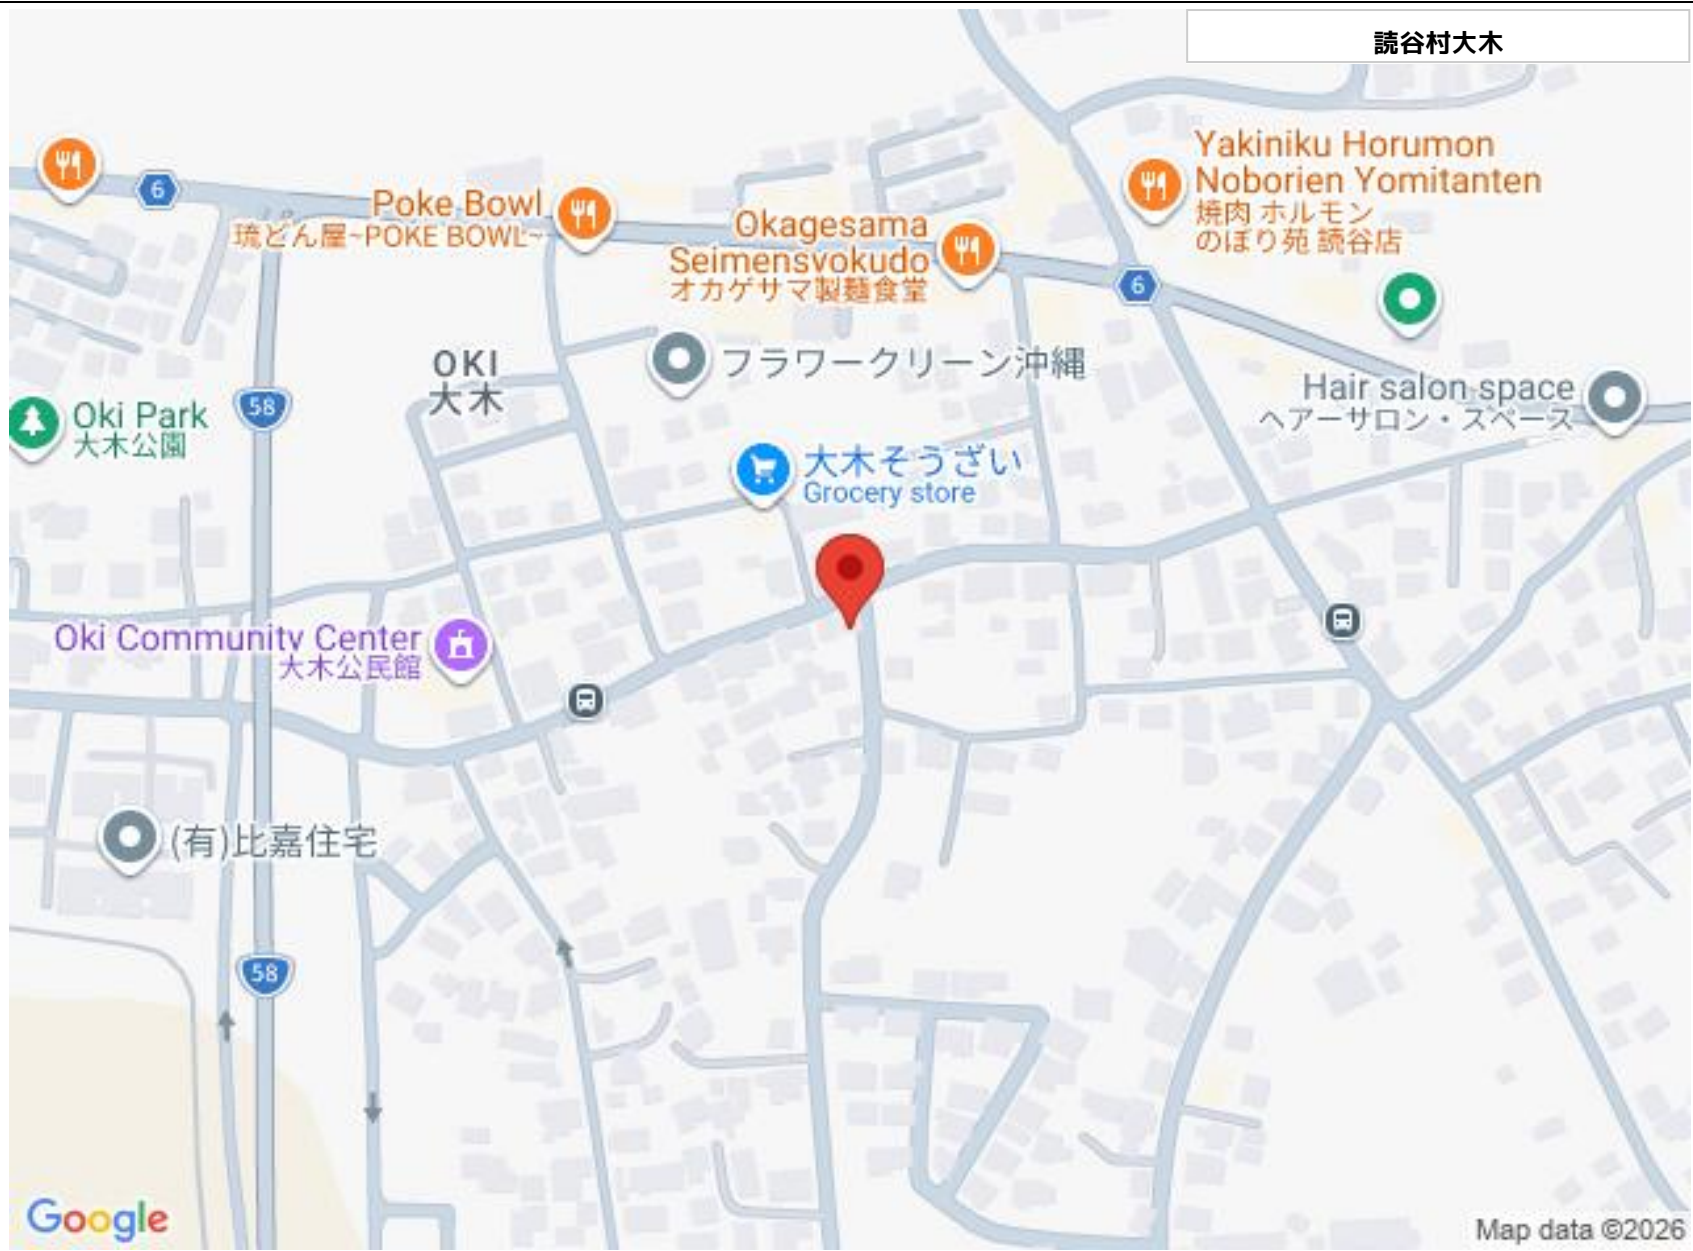 読谷村大木
Yakiniku Horumon
Noborien Yomitanten
焼肉 ホルモン
のぼり苑 読谷店
6
Poke Bowl
琉どん屋~POKE BOWL~
Okagesama
Seimensyokudo
オカゲサマ製麺食堂
6
OKI
大木
フラワークリーン沖縄
Hair salon space
ヘアーサロン・スペース
58
Oki Park
大木公園
大木そうざい
Grocery store
Oki Community Center
大木公民館
(有)比嘉住宅
58
Google
Map data ©2026